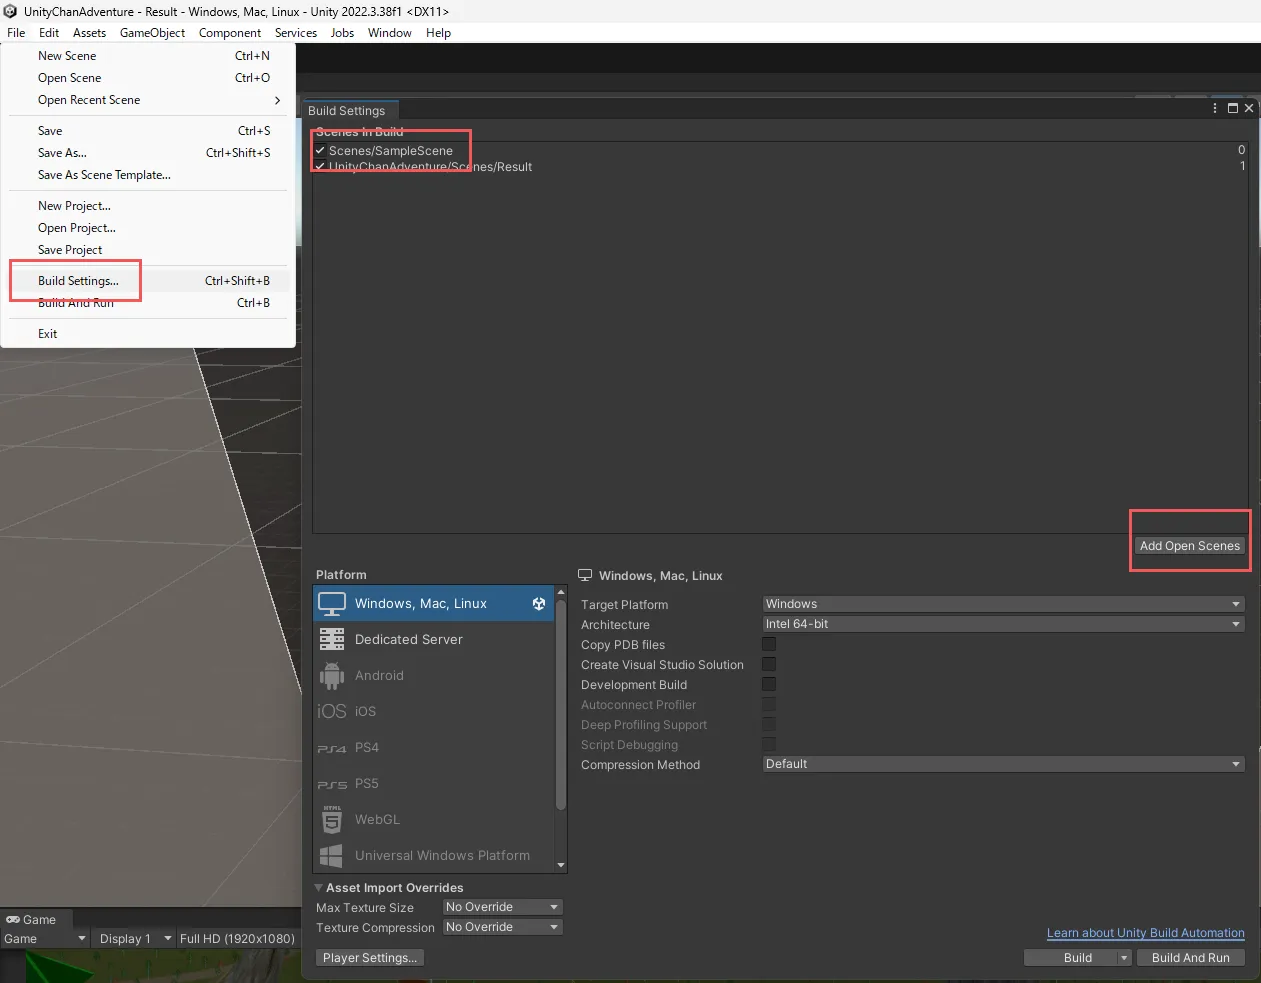 UnityChanAdventure - Result - Windows, Mac, Linux - Unity 2022.3.38f1 <DX11>
File Edit Assets GameObject Component Services Jobs Window Help
New Scene Ctrl+N
Open Scene Ctrl+O
Open Recent Scene
Save Ctrl+S
Save As... Ctrl+Shift+S
Save As Scene Template...
New Project...
Open Project...
Save Project
Build Settings... Ctrl+Shift+B
Build And Run Ctrl+B
Exit
Build Settings
Scenes In Build
Scenes/SampleScene 0
UnityChanAdventure/Scenes/Result 1
Add Open Scenes
Platform
Windows, Mac, Linux
Dedicated Server
Android
iOS iOS
PS4 PS4
PS5 PS5
HTML 5 WebGL
Universal Windows Platform
Windows, Mac, Linux
Target Platform Windows
Architecture Intel 64-bit
Copy PDB files
Create Visual Studio Solution
Development Build
Autoconnect Profiler
Deep Profiling Support
Script Debugging
Compression Method Default
Asset Import Overrides
Max Texture Size No Override
Texture Compression No Override
Player Settings...
Learn about Unity Build Automation
Build Build And Run
Game
Game Display 1 Full HD (1920x1080)